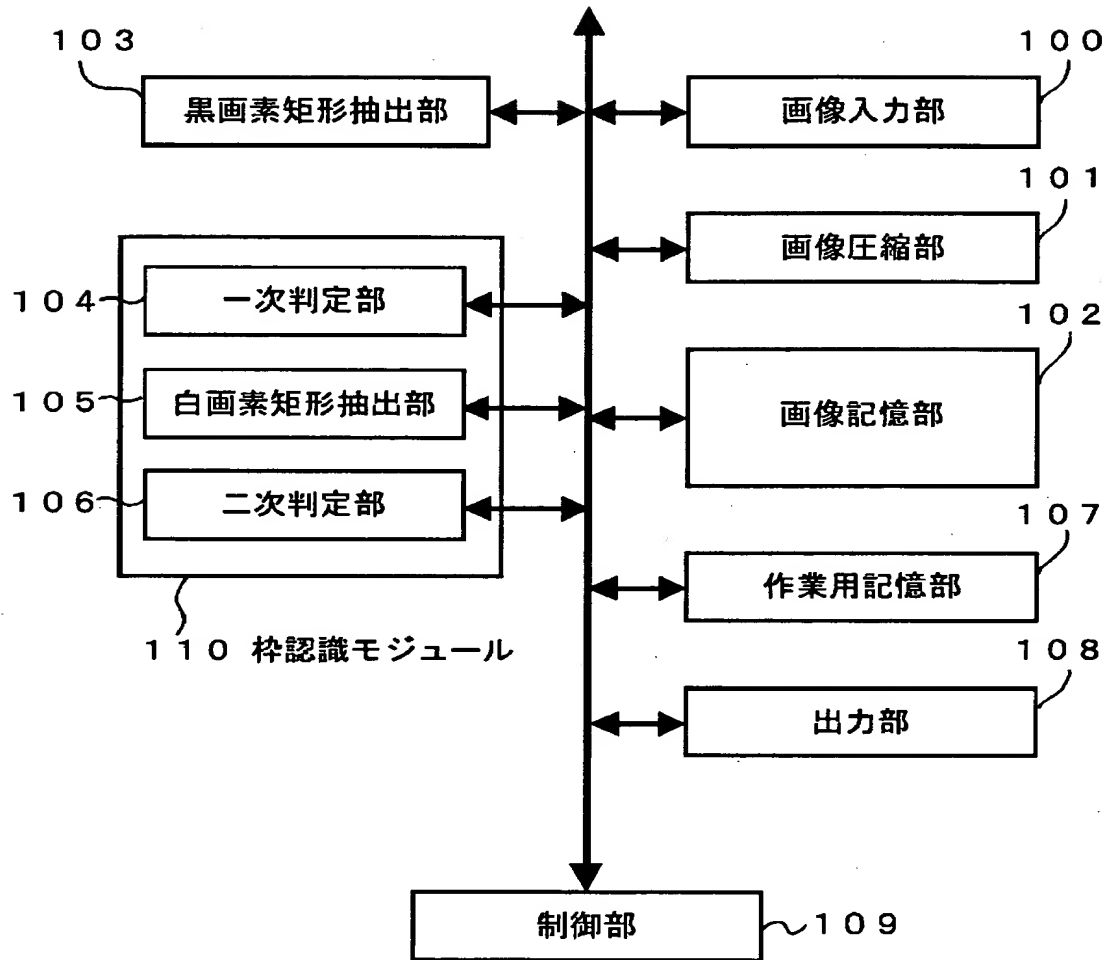 １０３
１００
黒画素矩形抽出部
画像入力部
１０１
画像圧縮部
１０４
一次判定部
１０２
１０５
白画素矩形抽出部
画像記憶部
１０６
二次判定部
１０７
作業用記憶部
１１０ 枠認識モジュール
１０８
出力部
制御部
１０９